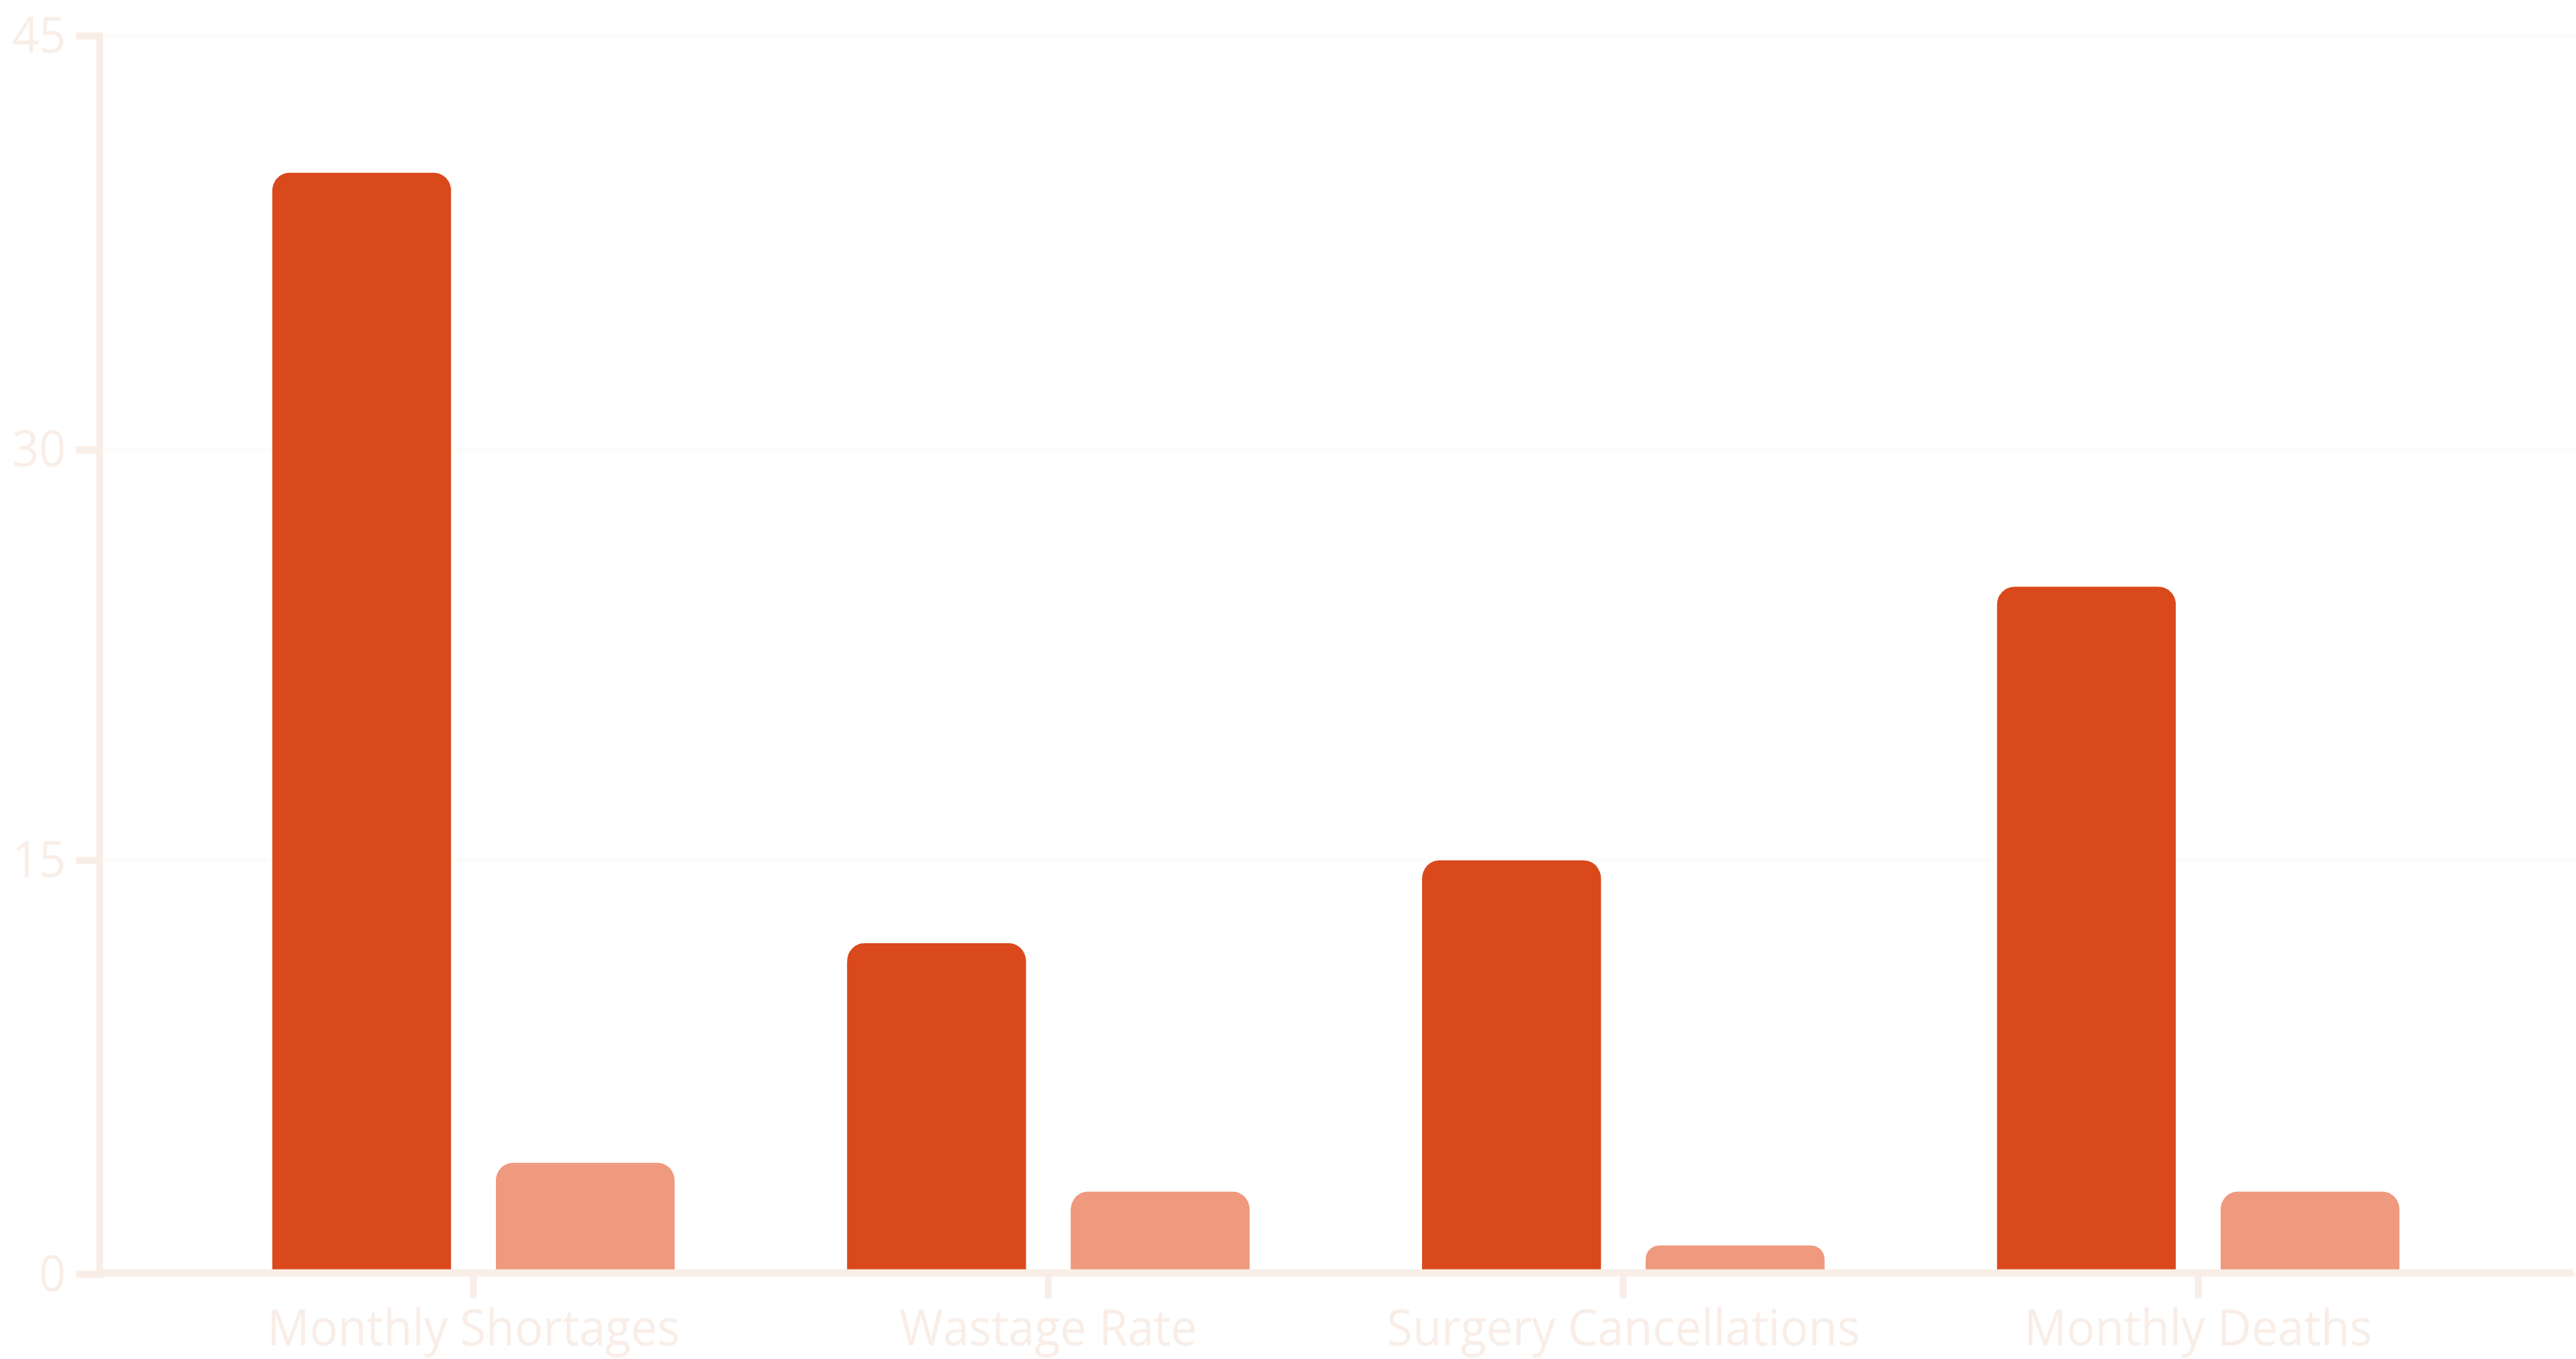 45
30
15
0
Monthly Shortages
Wastage Rate
Surgery Cancellations
Monthly Deaths